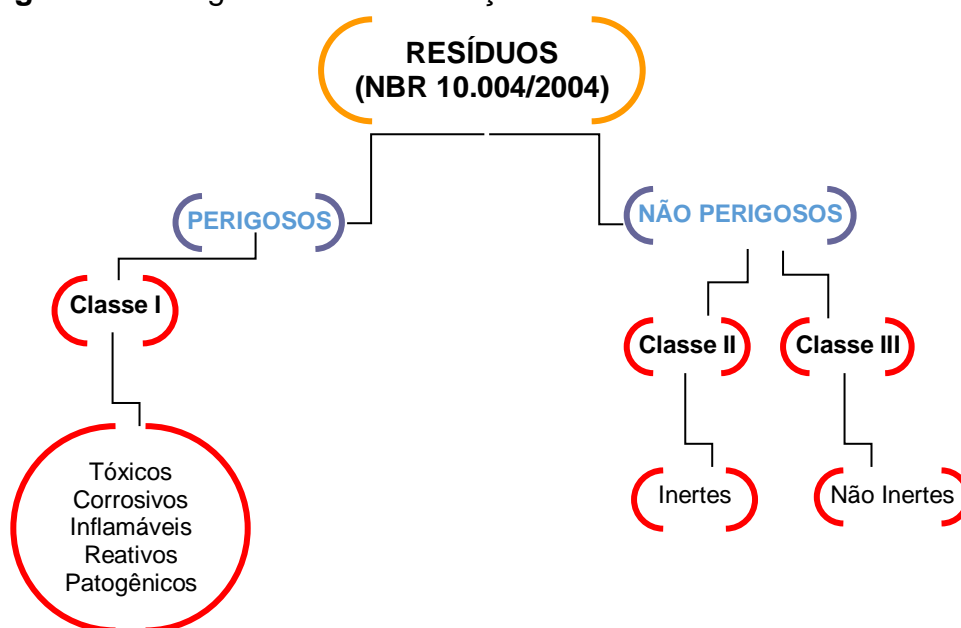 RESÍDUOS
(NBR 10.004/2004)
PERIGOSOS
NÃO PERIGOSOS
Classe I
Classe II
Classe III
Tóxicos
Corrosivos
Inflamáveis
Reativos
Patogênicos
Inertes
Não Inertes